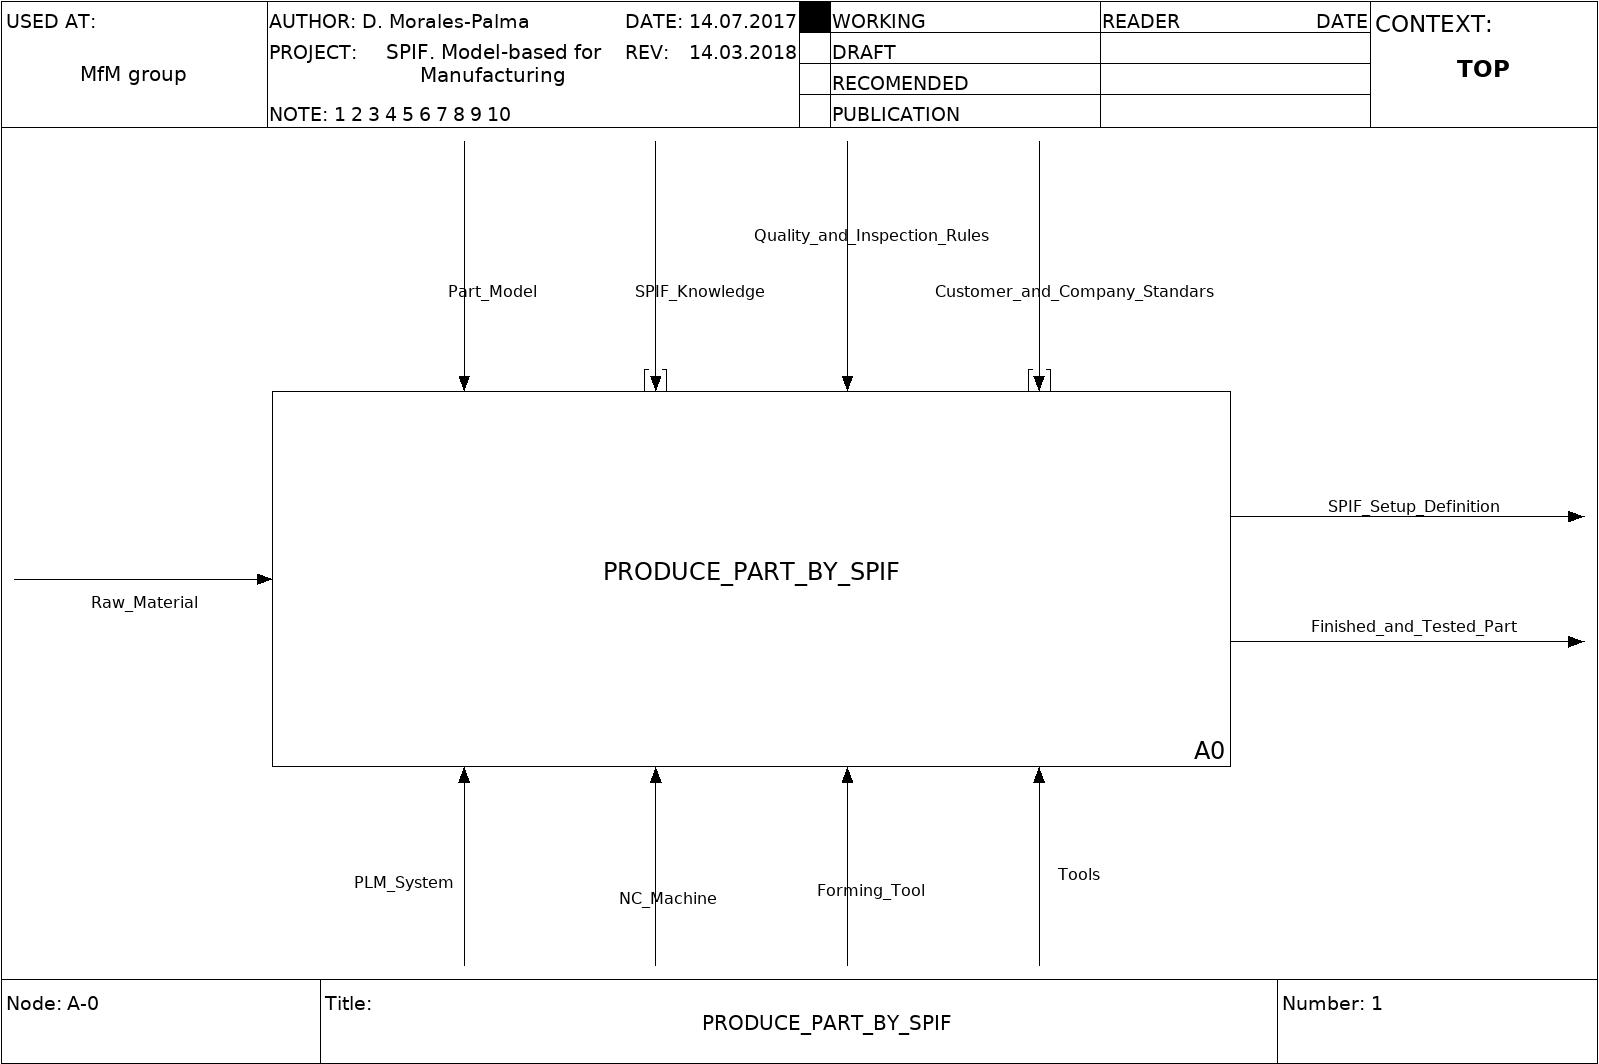 USED AT:
MfM group
AUTHOR: D. Morales-Palma
DATE: 14.07.2017
PROJECT: SPIF. Model-based for
Manufacturing
REV: 14.03.2018
NOTE: 1 2 3 4 5 6 7 8 9 10
WORKING
DRAFT
RECOMENDED
PUBLICATION
READER DATE
CONTEXT:
TOP
Quality_and_Inspection_Rules
Part_Model
SPIF_Knowledge
Customer_and_Company_Standars
SPIF_Setup_Definition
PRODUCE_PART_BY_SPIF
Raw_Material
Finished_and_Tested_Part
A0
PLM_System
NC_Machine
Forming_Tool
Tools
Node: A-0
Title:
PRODUCE_PART_BY_SPIF
Number: 1